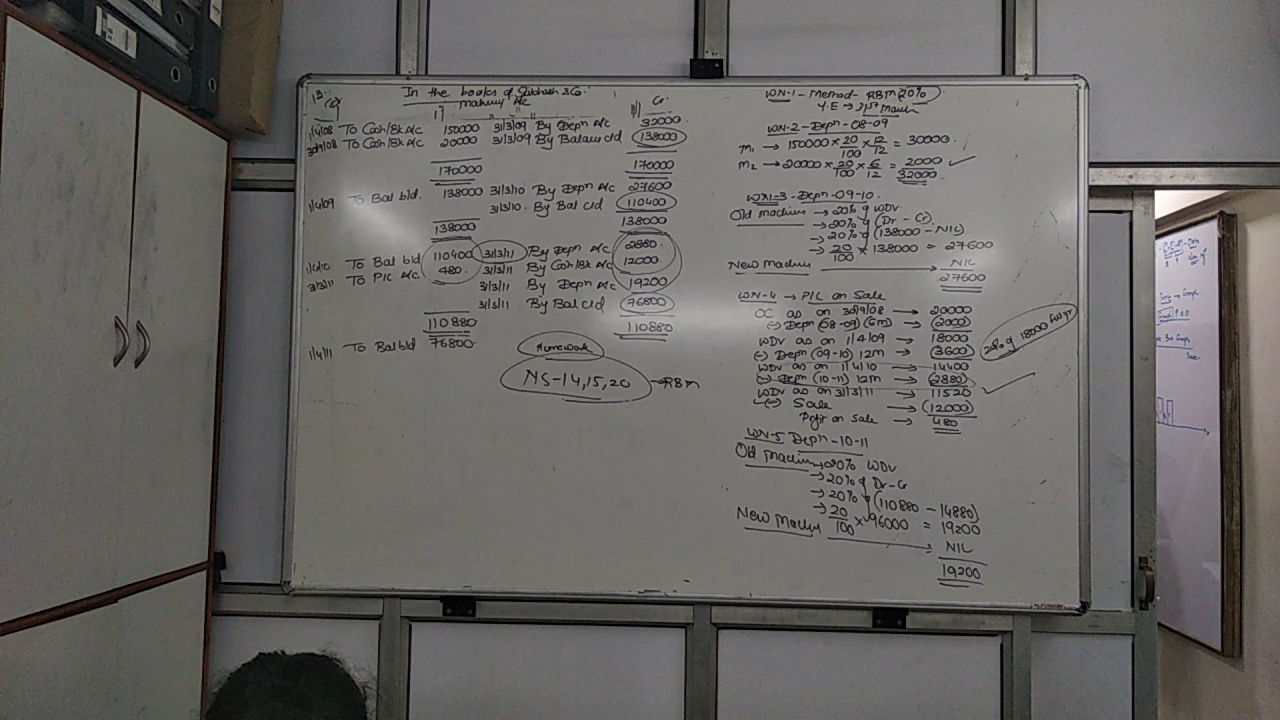 In the books of Subhash & Co.
Machinery A/c
Dr Cr
1/4/08 To Cash/Bk A/c 150000 31/3/09 By Depn A/c 32000
30/9/08 To Cash/Bk A/c 20000 31/3/09 By Balance c/d 138000
170000 170000
1/4/09 To Bal b/d. 138000 31/3/10 By Depn A/c 27600
31/3/10. By Bal c/d 110400
138000 138000
1/4/10 To Bal b/d 110400 31/3/11 By Depn A/c 2880
31/3/11 To P/L A/c 480 31/3/11 By Cash/Bk A/c 12000
31/3/11 By Depn A/c 19200
31/3/11 By Bal c/d 76800
110880 110880
1/4/11 To Bal b/d 76800
Homework
NS-14,15,20 → RBM
WN-1-Method-RBM 20%
Y.E → 31st March
WN-2-Depn-08-09
M1 → 150000 x 20/100 x 12/12 = 30000
M2 → 20000 x 20/100 x 6/12 = 2000
32000
WN-3-Depn-09-10.
Old machine → 20% of WDV
→ 20% of (Dr - Cr)
→ 20% of (138000 - NIL)
→ 20/100 x 138000 = 27600
New Machine → NIL
27600
WN-4 → P/L on Sale
OC as on 30/9/08 → 20000
(-) Depn (08-09) (6m) → (2000)
WDV as on 1/4/09 → 18000
(-) Depn (09-10) 12m → (3600)
20% of 18000 full yr
WDV as on 1/4/10 → 14400
(-) Depn (10-11) 12m → (2880)
WDV as on 31/3/11 → 11520
(-) Sale → (12000)
Profit on Sale → 480
WN-5 Depn-10-11
Old Machine → 20% WDV
→ 20% of Dr-Cr
→ 20% of (110880 - 14880)
→ 20/100 x 96000 = 19200
New Machine → NIL
19200